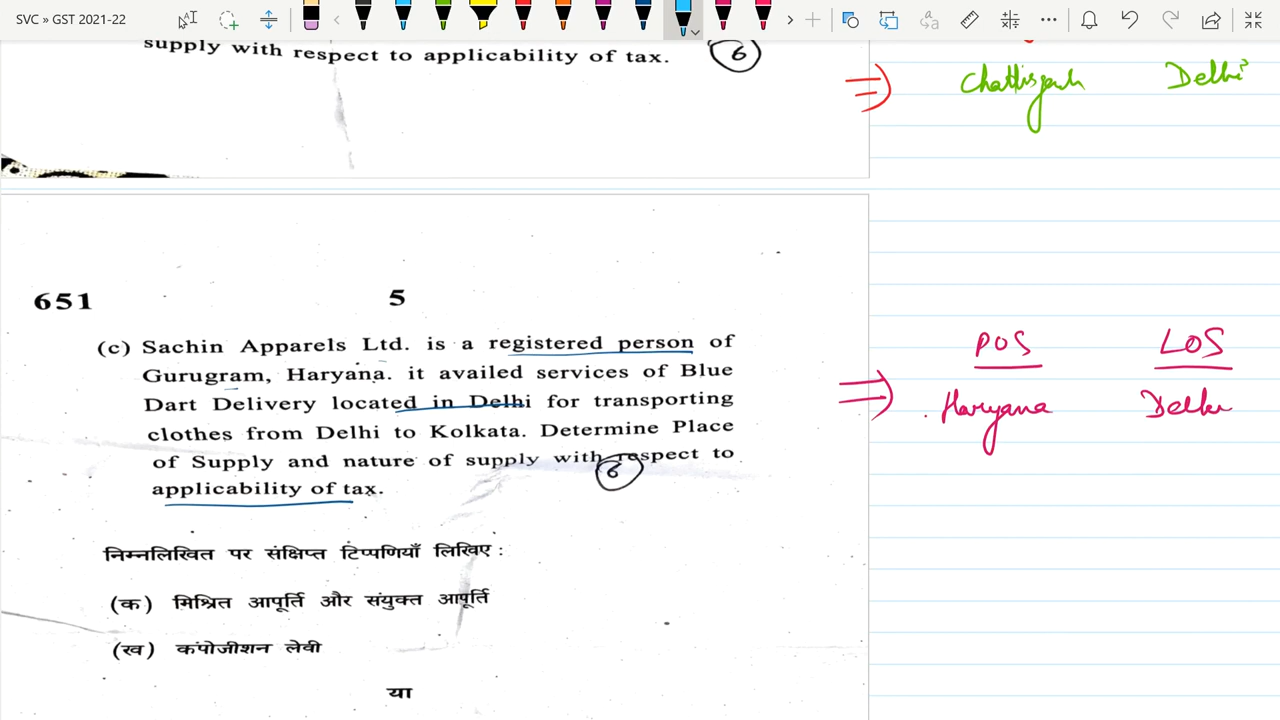 SVC » GST 2021-22
supply with respect to applicability of tax. 6
Chattisgarh Delhi
651 5
(c) Sachin Apparels Ltd. is a registered person of
Gurugram, Haryana. it availed services of Blue
Dart Delivery located in Delhi for transporting
clothes from Delhi to Kolkata. Determine Place
of Supply and nature of supply with respect to
applicability of tax. 6
POS LOS
Haryana Delhi
निम्नलिखित पर संक्षिप्त टिप्पणियाँ लिखिए :
(क) मिश्रित आपूर्ति और संयुक्त आपूर्ति
(ख) कंपोजीशन लेवी
या